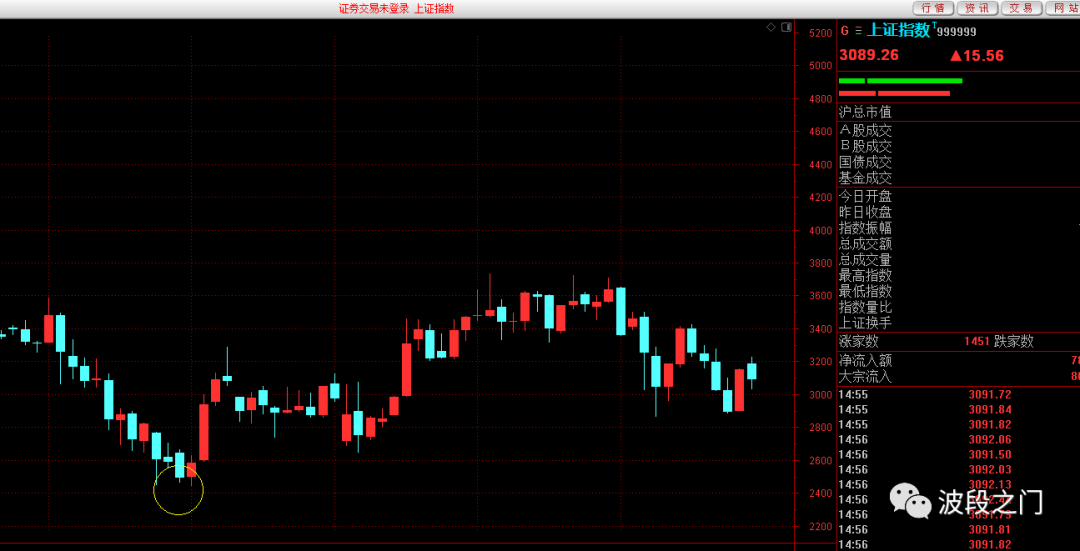 证券交易未登录 上证指数
行情 资讯 交易 网站
5200
5000
4800
4600
4400
4200
4000
3800
3600
3400
3200
3000
2800
2600
2400
2200
G 上证指数 T 999999
3089.26 ▲15.56
沪总市值
A股成交
B股成交
国债成交
基金成交
今日开盘
昨日收盘
指数振幅
总成交额
总成交量
最高指数
最低指数
指数量比
上证换手
涨家数 1451 跌家数
净流入额
大宗流入
14:55 3091.72
14:55 3091.84
14:55 3091.82
14:56 3092.06
14:56 3091.50
14:56 3092.03
14:56 3092.13
14:56
14:56
14:56 3091.81
14:56 3091.82
波段之门